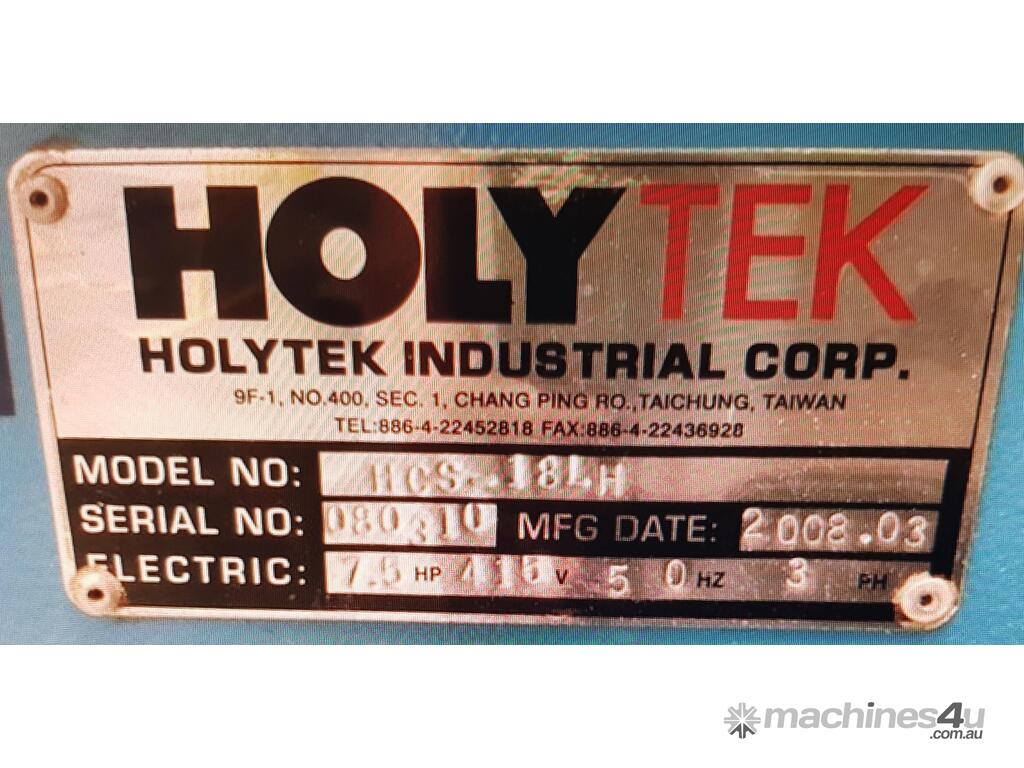 HOLYTEK
HOLYTEK INDUSTRIAL CORP.
9F-1, NO.400, SEC. 1, CHANG PING RO.,TAICHUNG, TAIWAN
TEL:886-4-22452818 FAX:886-4-22436928
MODEL NO: HCS-.18LH
SERIAL NO: 080310 MFG DATE: 2008.03
ELECTRIC: 7.5 HP 415 V 50 HZ 3 PH
machines4u
.com.au